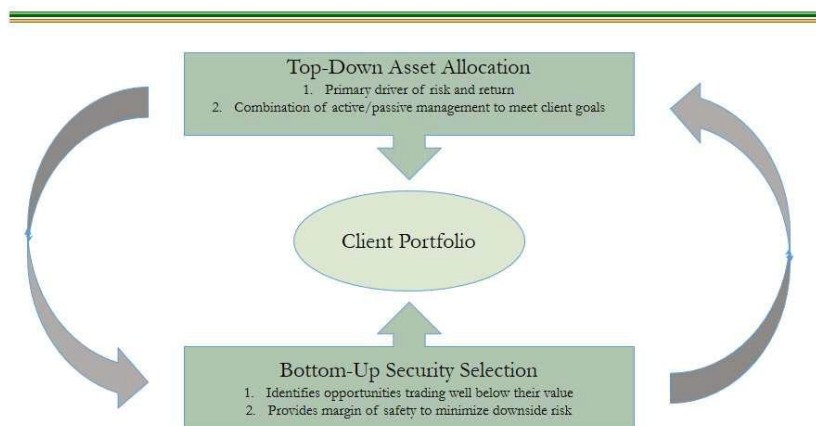 Top-Down Asset Allocation
1. Primary driver of risk and return
2. Combination of active/passive management to meet client goals
Client Portfolio
Bottom-Up Security Selection
1. Identifies opportunities trading well below their value
2. Provides margin of safety to minimize downside risk